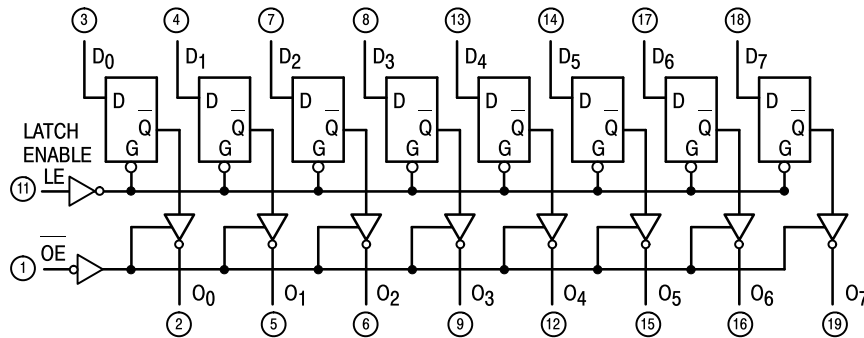 3 4 7 8 13 14 17 18
D0 D1 D2 D3 D4 D5 D6 D7
D D D D D D D D
Q Q Q Q Q Q Q Q
LATCH
ENABLE
G G G G G G G G
11 LE
OE
1
O0 O1 O2 O3 O4 O5 O6 O7
2 5 6 9 12 15 16 19